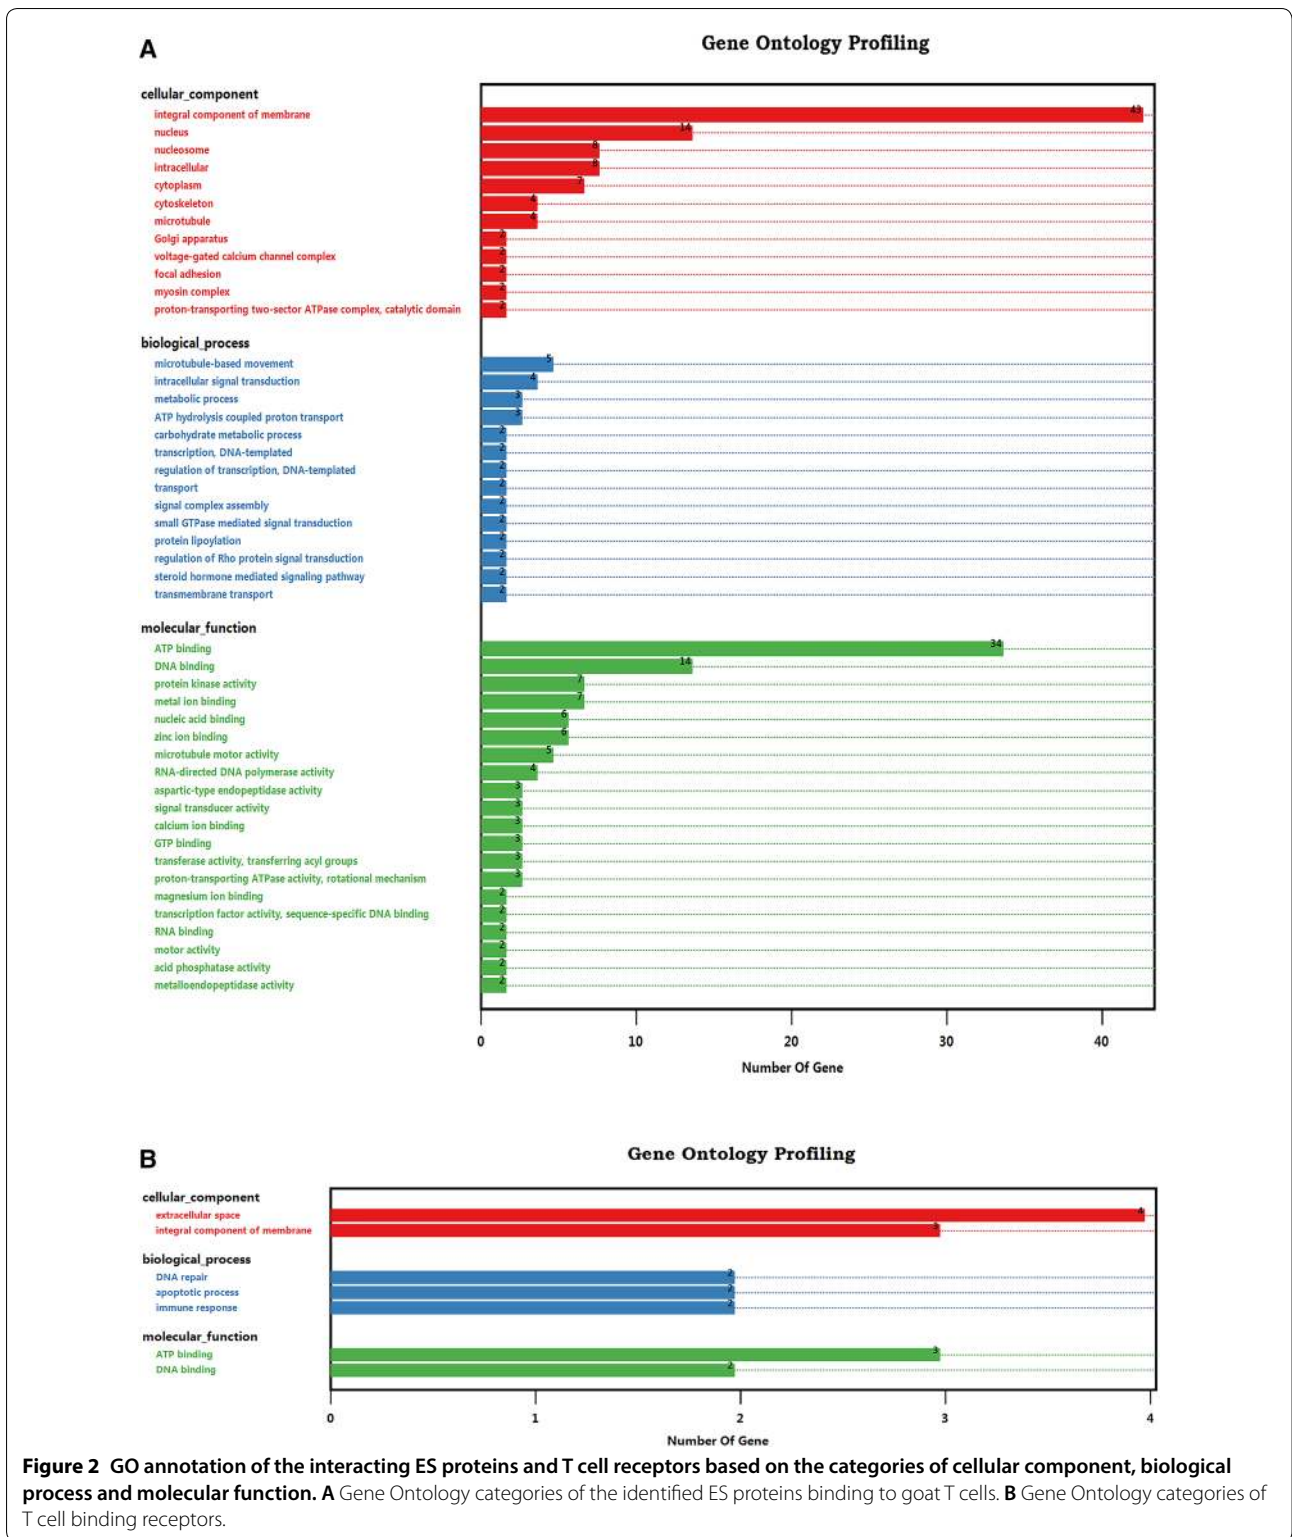 A
Gene Ontology Profiling
cellular_component
integral component of membrane 43
nucleus 14
nucleosome 8
intracellular 8
cytoplasm 7
cytoskeleton 4
microtubule 4
Golgi apparatus 2
voltage-gated calcium channel complex 2
focal adhesion 2
myosin complex 2
proton-transporting two-sector ATPase complex, catalytic domain 2
biological_process
microtubule-based movement 5
intracellular signal transduction 4
metabolic process 3
ATP hydrolysis coupled proton transport 3
carbohydrate metabolic process 2
transcription, DNA-templated 2
regulation of transcription, DNA-templated 2
transport 2
signal complex assembly 2
small GTPase mediated signal transduction 2
protein lipoylation 2
regulation of Rho protein signal transduction 2
steroid hormone mediated signaling pathway 2
transmembrane transport 2
molecular_function
ATP binding 34
DNA binding 14
protein kinase activity 7
metal ion binding 7
nucleic acid binding 6
zinc ion binding 6
microtubule motor activity 5
RNA-directed DNA polymerase activity 4
aspartic-type endopeptidase activity 3
signal transducer activity 3
calcium ion binding 3
GTP binding 3
transferase activity, transferring acyl groups 3
proton-transporting ATPase activity, rotational mechanism 3
magnesium ion binding 2
transcription factor activity, sequence-specific DNA binding 2
RNA binding 2
motor activity 2
acid phosphatase activity 2
metalloendopeptidase activity 2
0 10 20 30 40
Number Of Gene
B
Gene Ontology Profiling
cellular_component
extracellular space 4
integral component of membrane 3
biological_process
DNA repair 2
apoptotic process 2
immune response 2
molecular_function
ATP binding 3
DNA binding 2
0 1 2 3 4
Number Of Gene
Figure 2 GO annotation of the interacting ES proteins and T cell receptors based on the categories of cellular component, biological
process and molecular function. A Gene Ontology categories of the identified ES proteins binding to goat T cells. B Gene Ontology categories of
T cell binding receptors.